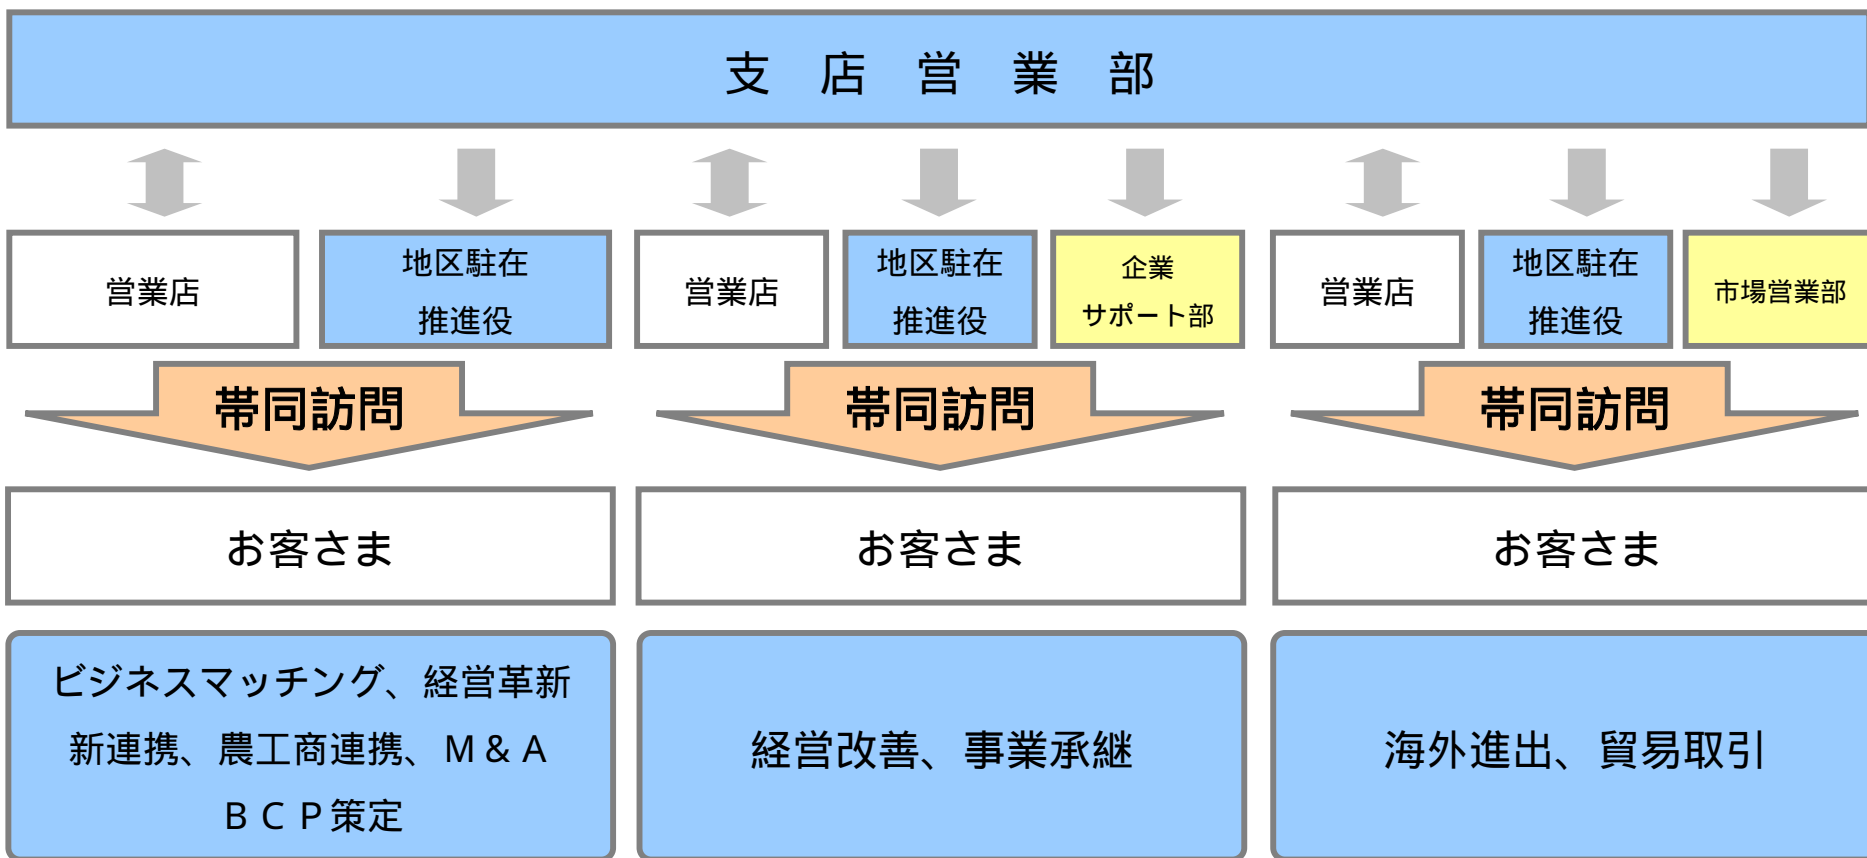 支店営業部
営業店
地区駐在
推進役
営業店
地区駐在
推進役
企業
サポート部
営業店
地区駐在
推進役
市場営業部
帯同訪問
帯同訪問
帯同訪問
お客さま
お客さま
お客さま
ビジネスマッチング、経営革新
新連携、農工商連携、M&A
BCP策定
経営改善、事業承継
海外進出、貿易取引